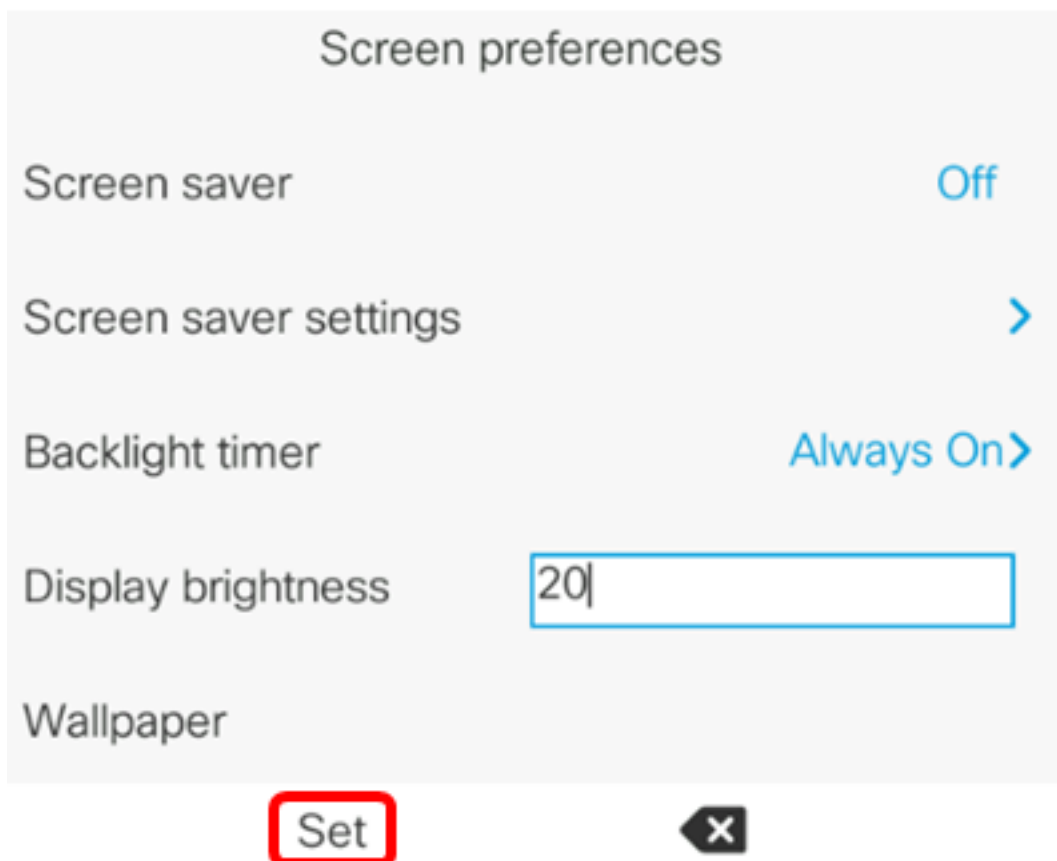 Screen preferences
Screen saver Off
Screen saver settings
Backlight timer Always On
Display brightness 20
Wallpaper
Set